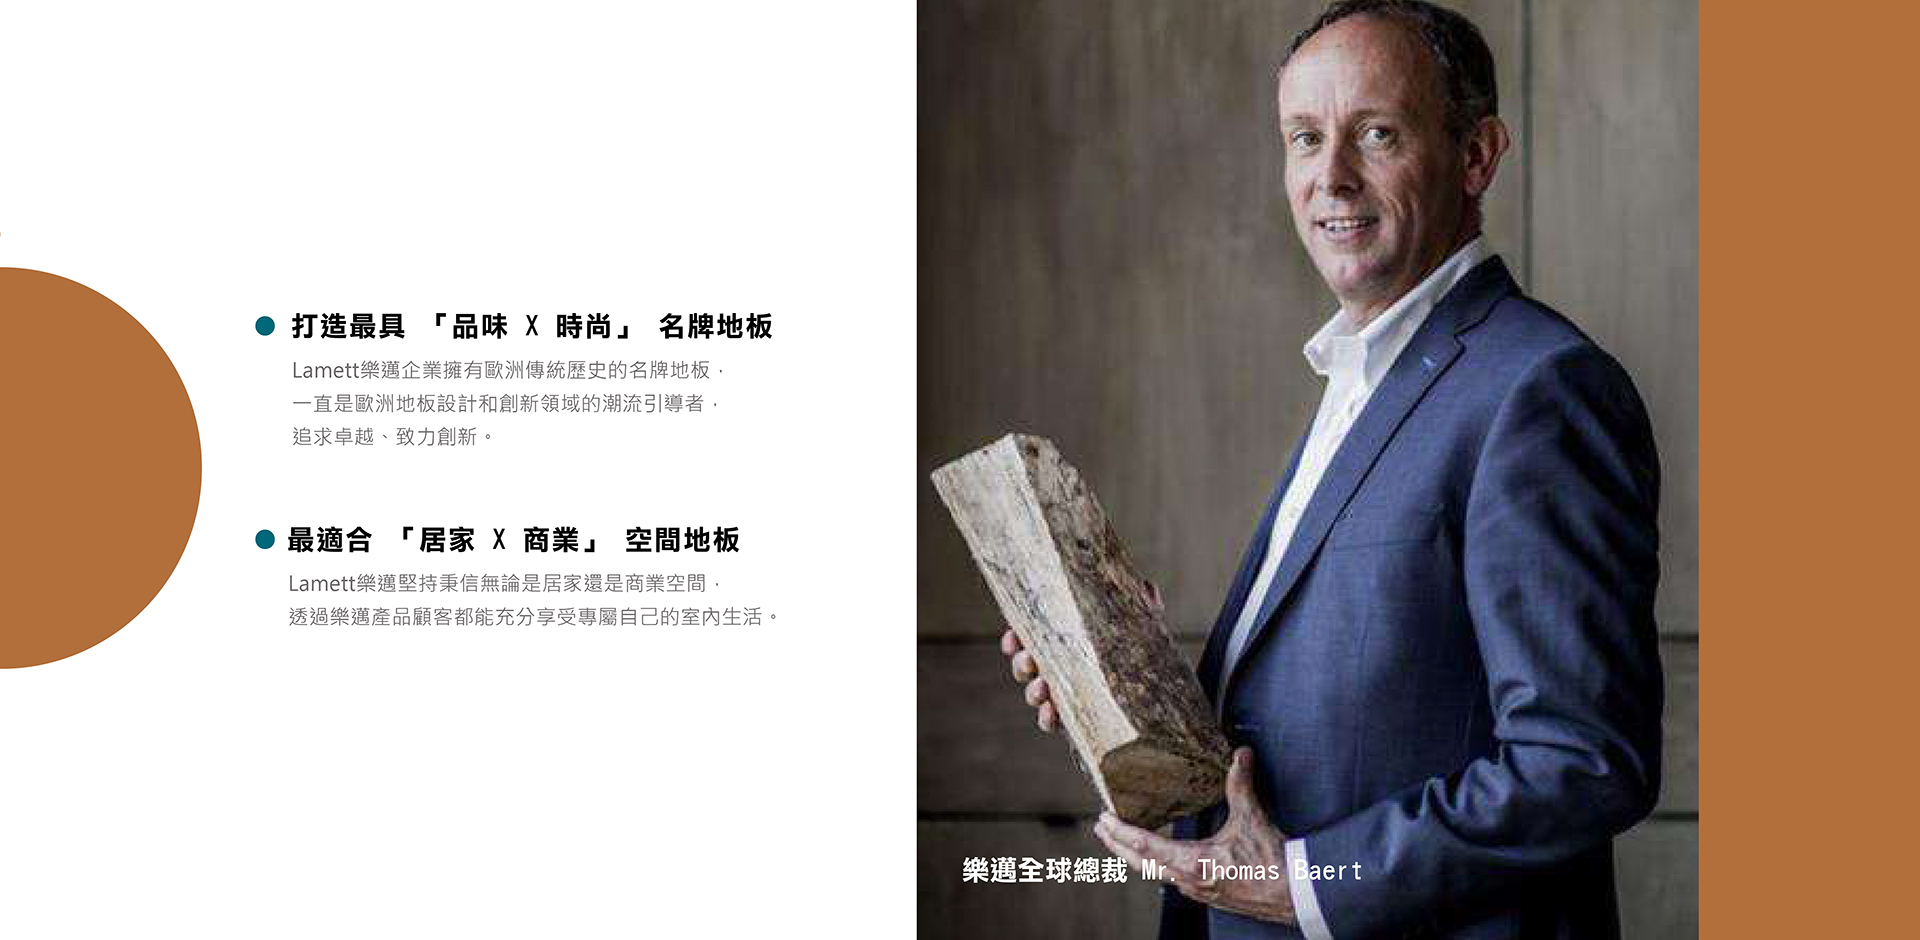 打造最具 「品味 X 時尚」 名牌地板
Lamett樂邁企業擁有歐洲傳統歷史的名牌地板，
一直是歐洲地板設計和創新領域的潮流引導者，
追求卓越、致力創新。
最適合 「居家 X 商業」 空間地板
Lamett樂邁堅持秉信無論是居家還是商業空間，
透過樂邁產品顧客都能充分享受專屬自己的室內生活。
樂邁全球總裁 Mr. Thomas Baert